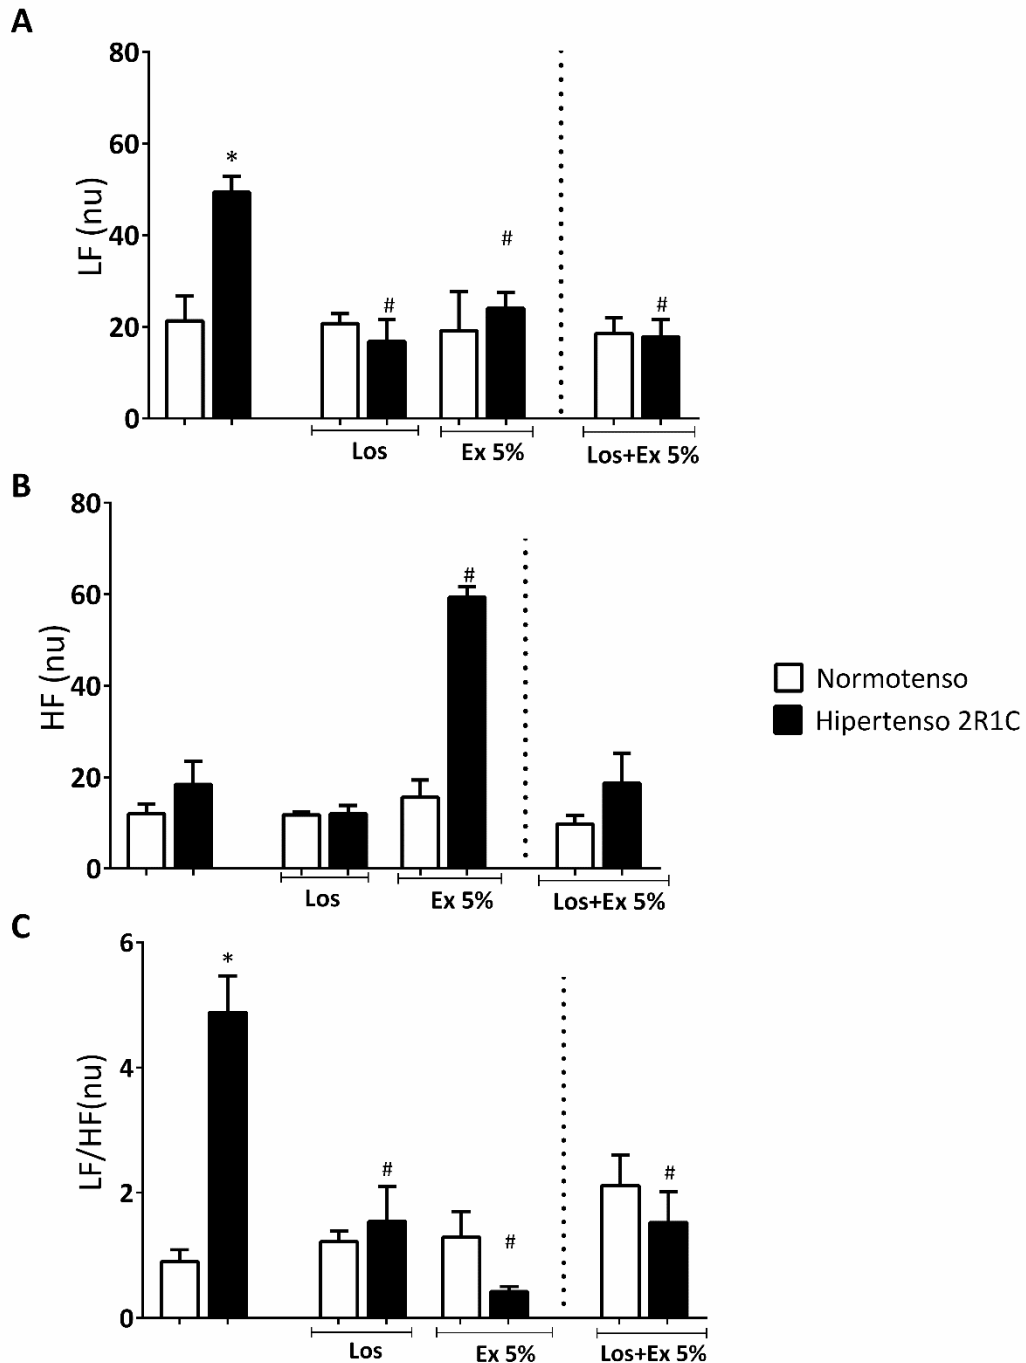 A
80
60
40
20
0
LF (nu)
*
#
#
#
Los
Ex 5%
Los+Ex 5%
B
80
60
40
20
0
HF (nu)
#
Los
Ex 5%
Los+Ex 5%
Normotenso
Hipertenso 2R1C
C
6
4
2
0
LF/HF(nu)
*
#
#
#
Los
Ex 5%
Los+Ex 5%